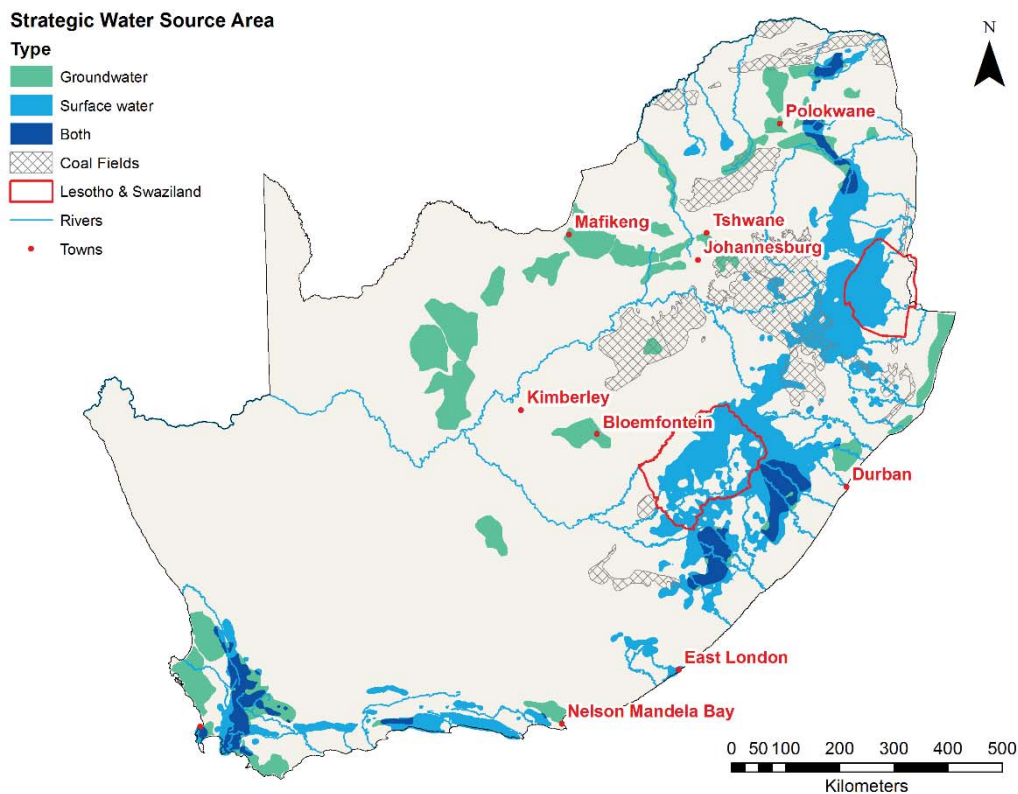 Strategic Water Source Area
Type
Groundwater
Surface water
Both
Coal Fields
Lesotho & Swaziland
Rivers
Towns
N
Polokwane
Mafikeng
Tshwane
Johannesburg
Kimberley
Bloemfontein
Durban
East London
Nelson Mandela Bay
0 50 100 200 300 400 500
Kilometers